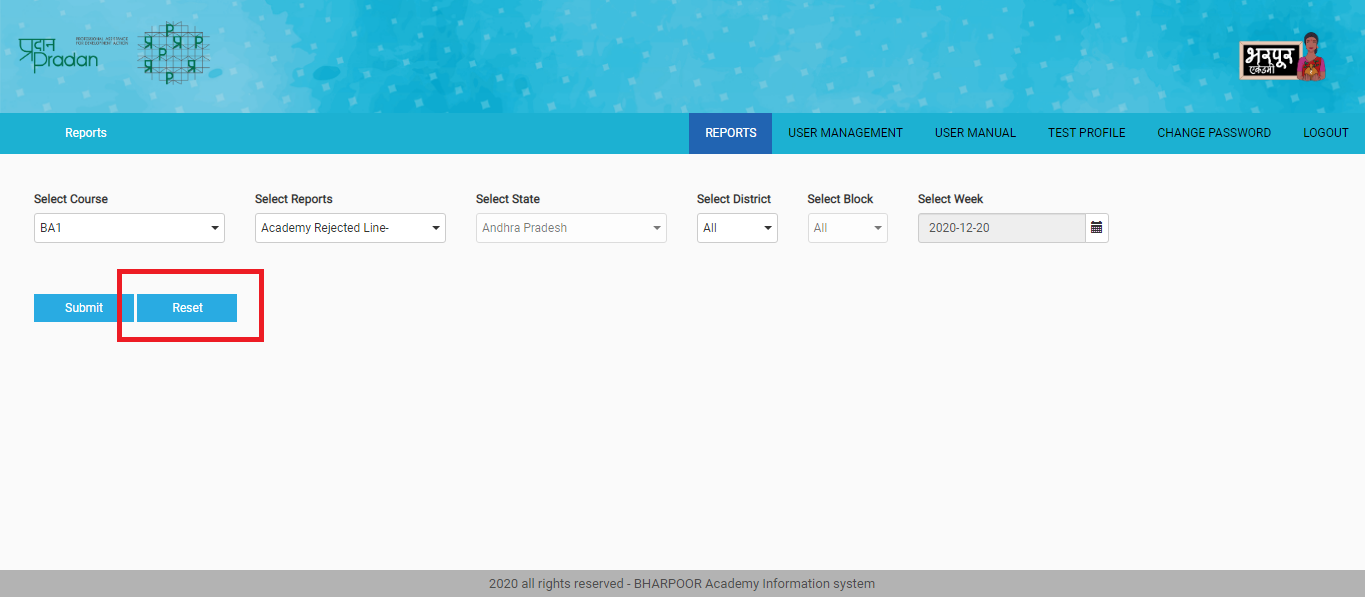 प्रदान
Pradan
PROFESSIONAL ASSISTANCE
FOR DEVELOPMENT ACTION
P
प्र P प्र P
P प्र
प्र P प्र
P
भरपूर
एकेडमी
Reports
REPORTS USER MANAGEMENT USER MANUAL TEST PROFILE CHANGE PASSWORD LOGOUT
Select Course Select Reports Select State Select District Select Block Select Week
BA1 Academy Rejected Line- Andhra Pradesh All All 2020-12-20
Submit Reset
2020 all rights reserved - BHARPOOR Academy Information system